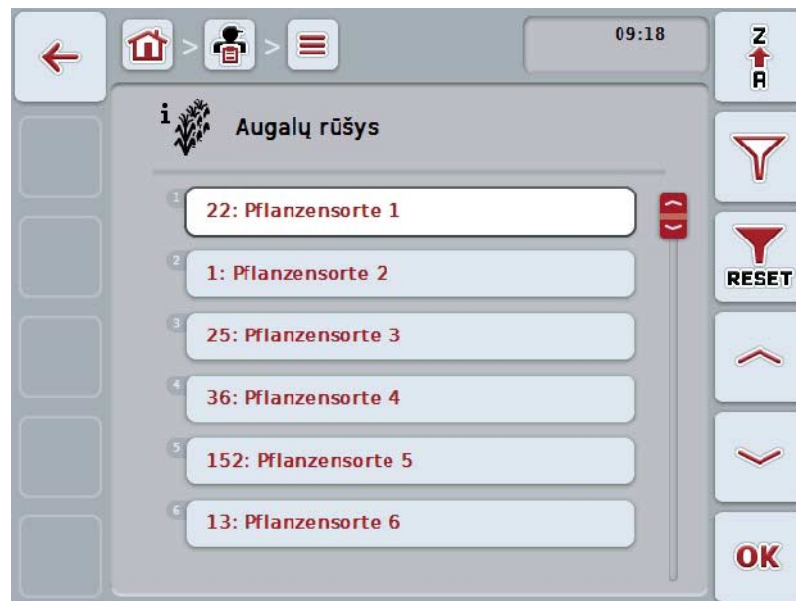 09:18
Z
A
i
Augalų rūšys
1
22: Pflanzensorte 1
2
1: Pflanzensorte 2
RESET
3
25: Pflanzensorte 3
4
36: Pflanzensorte 4
5
152: Pflanzensorte 5
6
13: Pflanzensorte 6
OK